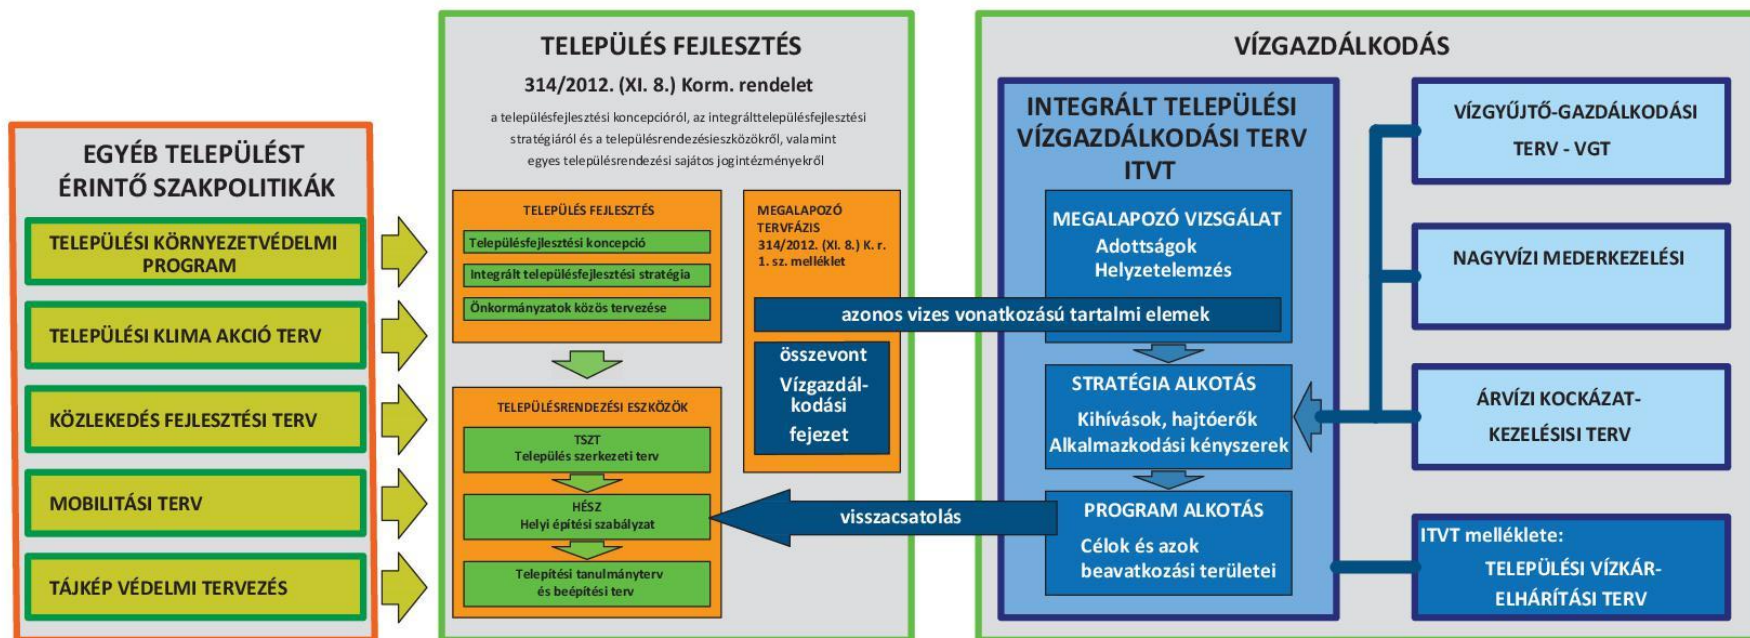 EGYÉB TELEPÜLÉST
ÉRINTŐ SZAKPOLITIKÁK
TELEPÜLÉSI KÖRNYEZETVÉDELMI
PROGRAM
TELEPÜLÉSI KLIMA AKCIÓ TERV
KÖZLEKEDÉS FEJLESZTÉSI TERV
MOBILITÁSI TERV
TÁJKÉP VÉDELMI TERVEZÉS
TELEPÜLÉS FEJLESZTÉS
314/2012. (XI. 8.) Korm. rendelet
a településfejlesztési koncepcióról, az integrálttelepülésfejlesztési
stratégiáról és a településrendezésieszközökről, valamint
egyes településrendezési sajátos jogintézményekről
TELEPÜLÉS FEJLESZTÉS
Településfejlesztési koncepció
Integrált településfejlesztési stratégia
Önkormányzatok közös tervezése
TELEPÜLÉSRENDEZÉSI ESZKÖZÖK
TSZT
Település szerkezeti terv
HÉSZ
Helyi építési szabályzat
Telepítési tanulmányterv
és beépítési terv
MEGALAPOZÓ
TERVFÁZIS
314/2012. (XI. 8.) K. r.
1. sz. melléklet
azonos vizes vonatkozású tartalmi elemek
összevont
Vízgazdál-
kodási
fejezet
visszacsatolás
VÍZGAZDÁLKODÁS
INTEGRÁLT TELEPÜLÉSI
VÍZGAZDÁLKODÁSI TERV
ITVT
MEGALAPOZÓ VIZSGÁLAT
Adottságok
Helyzetelemzés
STRATÉGIA ALKOTÁS
Kihívások, hajtóerők
Alkalmazkodási kényszerek
PROGRAM ALKOTÁS
Célok és azok
beavatkozási területei
VÍZGYŰJTŐ-GAZDÁLKODÁSI
TERV - VGT
NAGYVÍZI MEDERKEZELÉSI
ÁRVÍZI KOCKÁZAT-
KEZELÉSISI TERV
ITVT melléklete:
TELEPÜLÉSI VÍZKÁR-
ELHÁRÍTÁSI TERV